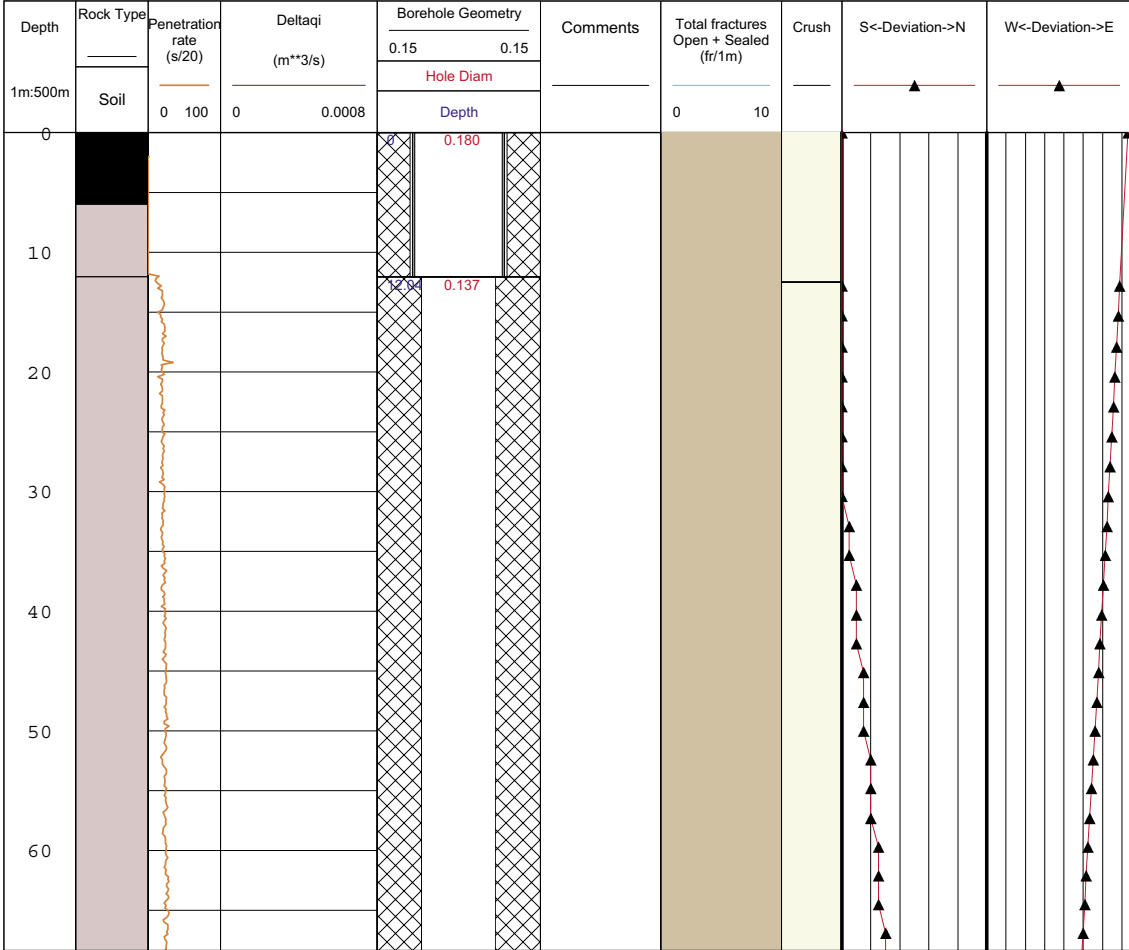 Depth
1m:500m
Rock Type
Soil
Penetration
rate
(s/20)
0 100
Deltaqi
(m**3/s)
0 0.0008
Borehole Geometry
0.15 0.15
Hole Diam
Depth
Comments
Total fractures
Open + Sealed
(fr/1m)
0 10
Crush
S<-Deviation->N
W<-Deviation->E
0
0 0.180
10
12.04 0.137
20
30
40
50
60